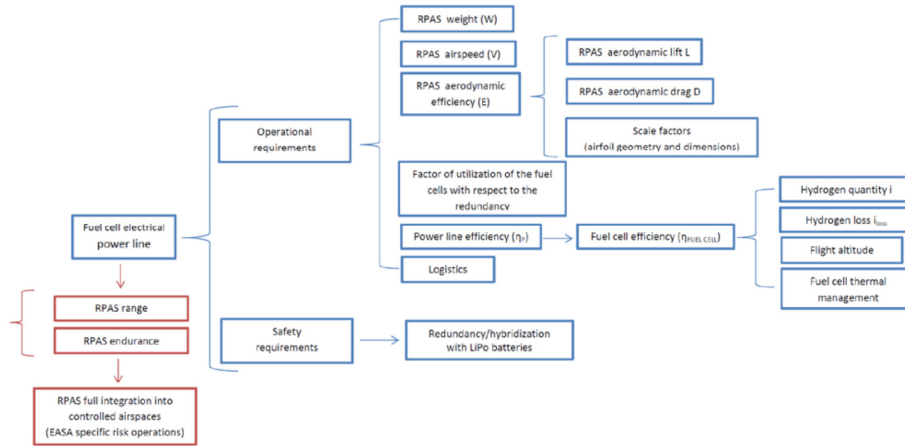 RPAS weight (W)
RPAS airspeed (V)
RPAS aerodynamic
efficiency (E)
RPAS aerodynamic lift L
RPAS aerodynamic drag D
Scale factors
(airfoil geometry and dimensions)
Operational
requirements
Factor of utilization of the fuel
cells with respect to the
redundancy
Power line efficiency (ηP)
Fuel cell efficiency (ηFUEL CELL)
Hydrogen quantity i
Hydrogen loss iloss
Flight altitude
Fuel cell thermal
management
Logistics
Fuel cell electrical
power line
RPAS range
RPAS endurance
RPAS full integration into
controlled airspaces
(EASA specific risk operations)
Safety
requirements
Redundancy/hybridization
with LiPo batteries